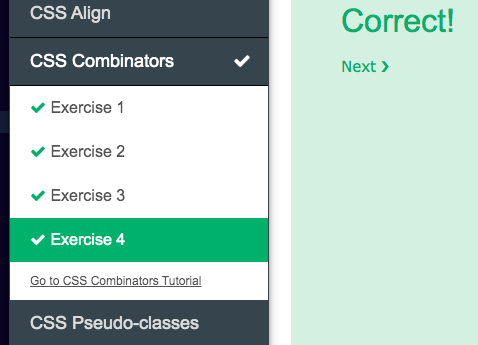 CSS Align
CSS Combinators
Exercise 1
Exercise 2
Exercise 3
Exercise 4
Go to CSS Combinators Tutorial
CSS Pseudo-classes
Correct!
Next ❯